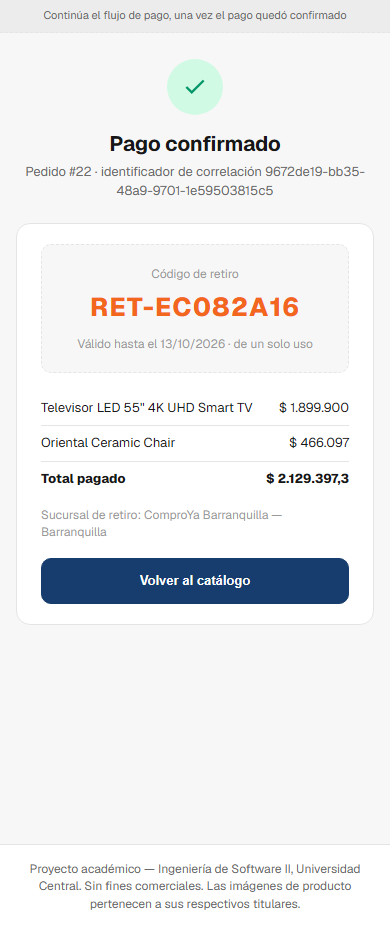 Continúa el flujo de pago, una vez el pago quedó confirmado
Pago confirmado
Pedido #22 · identificador de correlación 9672de19-bb35-
48a9-9701-1e59503815c5
Código de retiro
RET-EC082A16
Válido hasta el 13/10/2026 · de un solo uso
Televisor LED 55" 4K UHD Smart TV $ 1.899.900
Oriental Ceramic Chair $ 466.097
Total pagado $ 2.129.397,3
Sucursal de retiro: ComproYa Barranquilla —
Barranquilla
Volver al catálogo
Proyecto académico — Ingeniería de Software II, Universidad
Central. Sin fines comerciales. Las imágenes de producto
pertenecen a sus respectivos titulares.